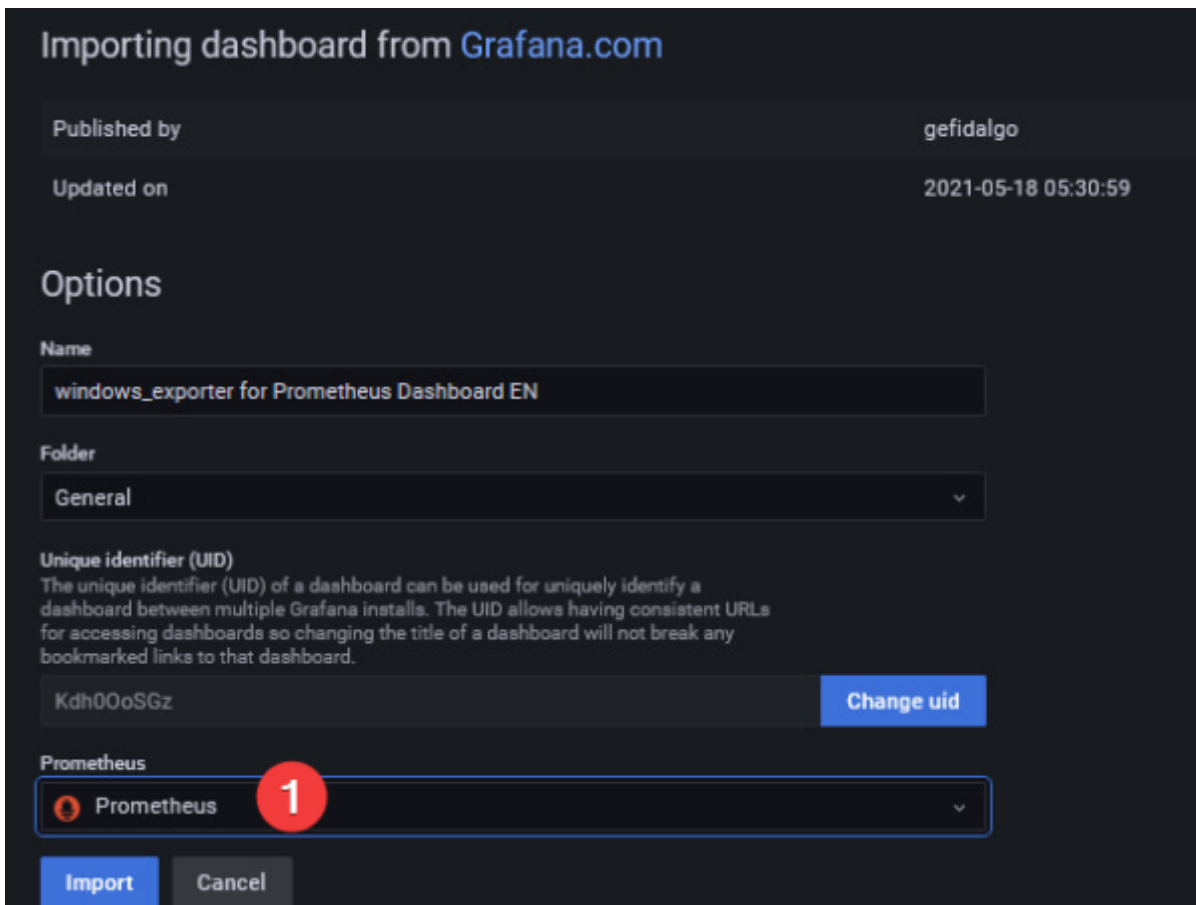 Importing dashboard from Grafana.com
Published by gefidalgo
Updated on 2021-05-18 05:30:59
Options
Name
windows_exporter for Prometheus Dashboard EN
Folder
General
Unique identifier (UID)
The unique identifier (UID) of a dashboard can be used for uniquely identify a
dashboard between multiple Grafana installs. The UID allows having consistent URLs
for accessing dashboards so changing the title of a dashboard will not break any
bookmarked links to that dashboard.
Kdh0OoSGz Change uid
Prometheus
Prometheus 1
Import Cancel